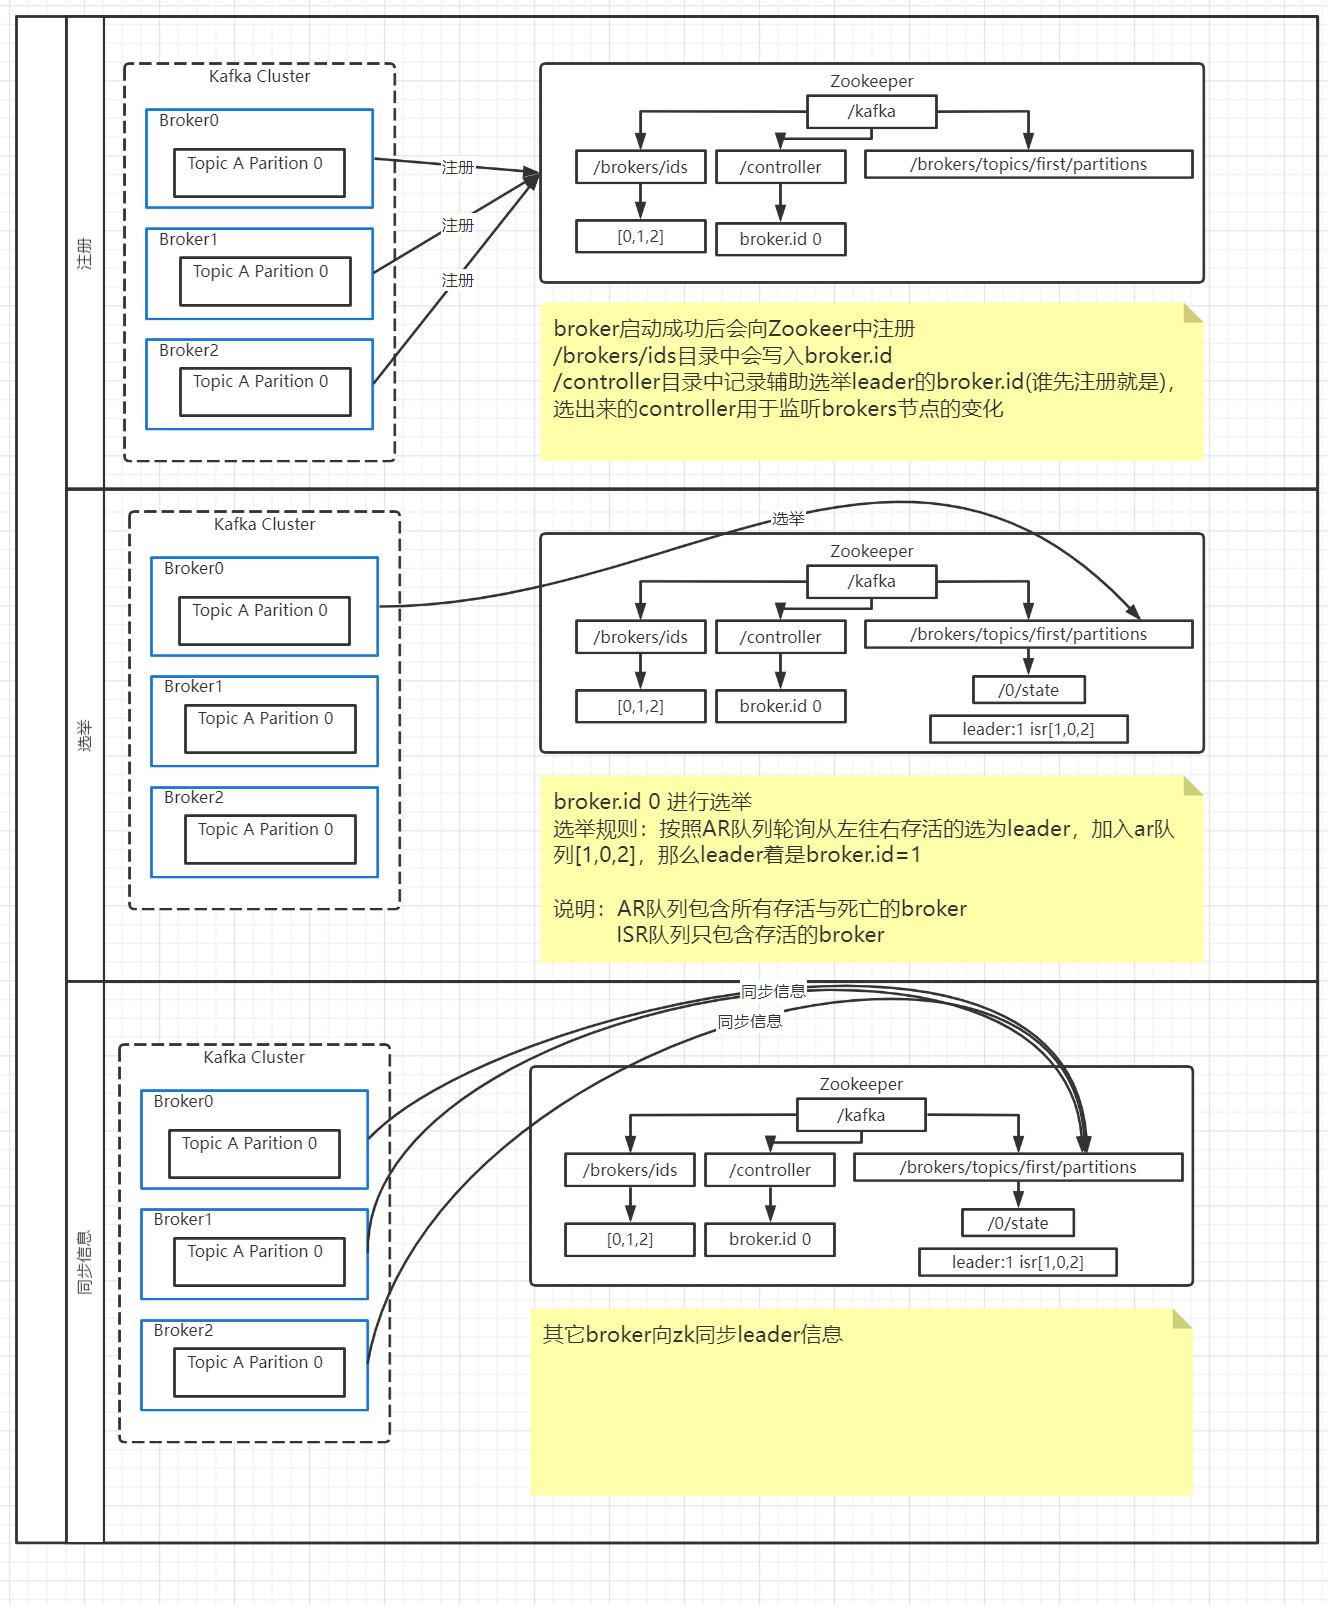 注册
Kafka Cluster
Broker0
Topic A Parition 0
Broker1
Topic A Parition 0
Broker2
Topic A Parition 0
注册
注册
注册
Zookeeper
/kafka
/brokers/ids
/controller
/brokers/topics/first/partitions
[0,1,2]
broker.id 0
broker启动成功后会向Zookeer中注册
/brokers/ids目录中会写入broker.id
/controller目录中记录辅助选举leader的broker.id(谁先注册就是)，
选出来的controller用于监听brokers节点的变化
选举
Kafka Cluster
Broker0
Topic A Parition 0
Broker1
Topic A Parition 0
Broker2
Topic A Parition 0
选举
Zookeeper
/kafka
/brokers/ids
/controller
/brokers/topics/first/partitions
[0,1,2]
broker.id 0
/0/state
leader:1 isr[1,0,2]
broker.id 0 进行选举
选举规则：按照AR队列轮询从左往右存活的选为leader，加入ar队
列[1,0,2]，那么leader着是broker.id=1
说明：AR队列包含所有存活与死亡的broker
ISR队列只包含存活的broker
同步信息
Kafka Cluster
Broker0
Topic A Parition 0
Broker1
Topic A Parition 0
Broker2
Topic A Parition 0
同步信息
同步信息
Zookeeper
/kafka
/brokers/ids
/controller
/brokers/topics/first/partitions
[0,1,2]
broker.id 0
/0/state
leader:1 isr[1,0,2]
其它broker向zk同步leader信息